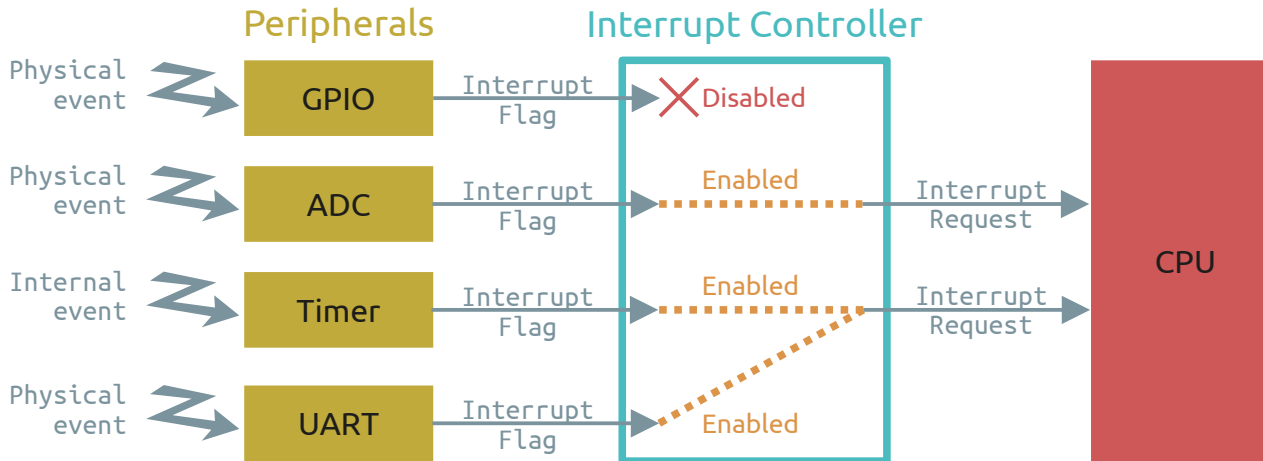 Peripherals
Interrupt Controller
Physical
event
GPIO
Interrupt
Flag
Disabled
Physical
event
ADC
Interrupt
Flag
Enabled
Interrupt
Request
CPU
Internal
event
Timer
Interrupt
Flag
Enabled
Interrupt
Request
Physical
event
UART
Interrupt
Flag
Enabled